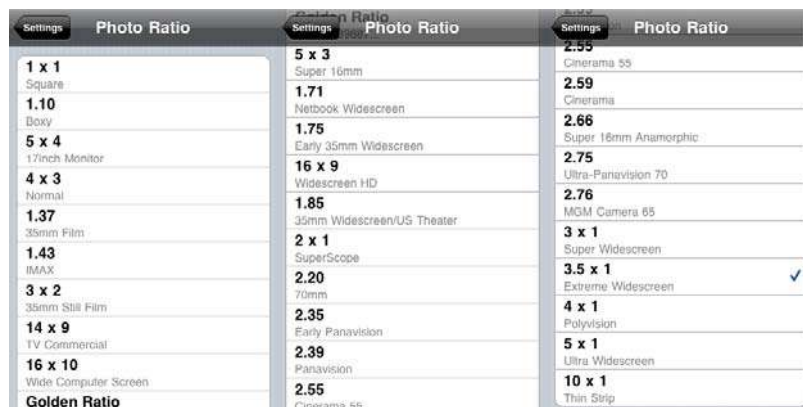 Settings Photo Ratio
1 x 1
Square
1.10
Boxy
5 x 4
17inch Monitor
4 x 3
Normal
1.37
35mm Film
1.43
IMAX
3 x 2
35mm Still Film
14 x 9
TV Commercial
16 x 10
Wide Computer Screen
Golden Ratio
Golden Ratio
Settings Photo Ratio
5 x 3
Super 16mm
1.71
Netbook Widescreen
1.75
Early 35mm Widescreen
16 x 9
Widescreen HD
1.85
35mm Widescreen/US Theater
2 x 1
SuperScope
2.20
70mm
2.35
Early Panavision
2.39
Panavision
2.55
Cinerama 55
Settings Photo Ratio
2.55
Cinerama 55
2.59
Cinerama
2.66
Super 16mm Anamorphic
2.75
Ultra-Panavision 70
2.76
MGM Camera 65
3 x 1
Super Widescreen
3.5 x 1
Extreme Widescreen
4 x 1
Polyvision
5 x 1
Ultra Widescreen
10 x 1
Thin Strip